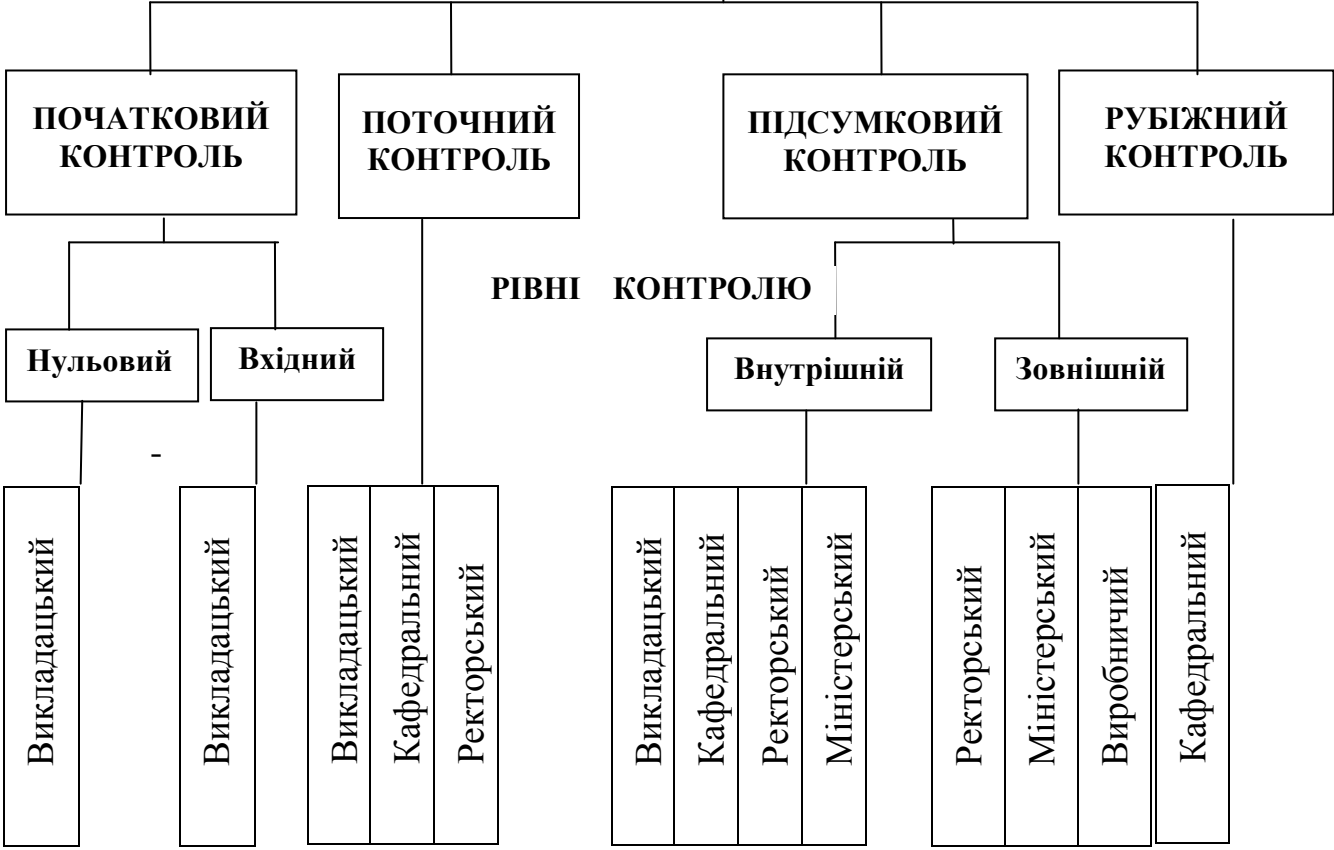 ПОЧАТКОВИЙ
КОНТРОЛЬ
ПОТОЧНИЙ
КОНТРОЛЬ
ПІДСУМКОВИЙ
КОНТРОЛЬ
РУБІЖНИЙ
КОНТРОЛЬ
РІВНІ КОНТРОЛЮ
Нульовий
Вхідний
Внутрішній
Зовнішній
-
Викладацький
Викладацький
Викладацький
Кафедральний
Ректорський
Викладацький
Кафедральний
Ректорський
Міністерський
Ректорський
Міністерський
Виробничий
Кафедральний